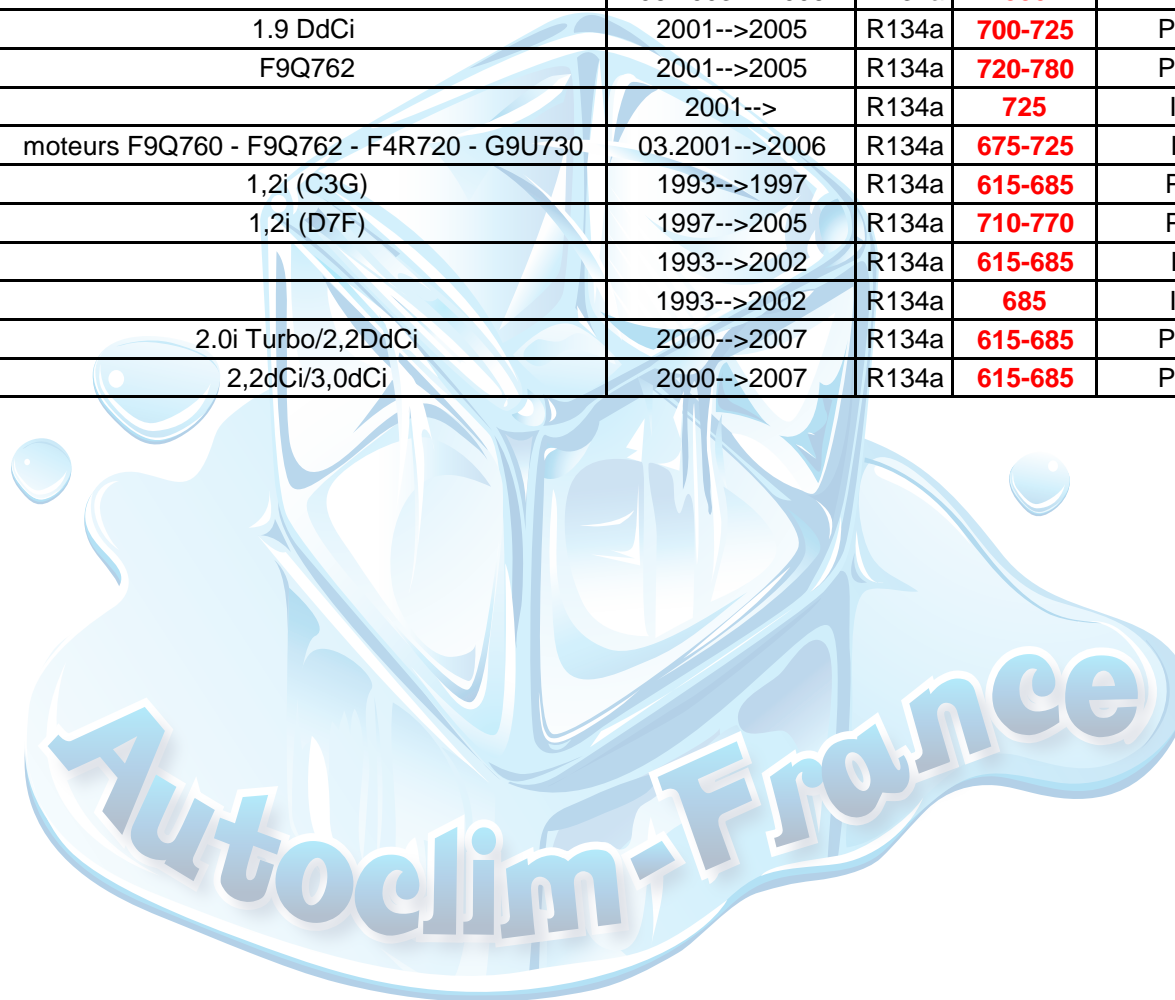 1.9 DdCi 2001-->2005 R134a 700-725 P
F9Q762 2001-->2005 R134a 720-780 P
2001--> R134a 725
moteurs F9Q760 - F9Q762 - F4R720 - G9U730 03.2001-->2006 R134a 675-725
1,2i (C3G) 1993-->1997 R134a 615-685
1,2i (D7F) 1997-->2005 R134a 710-770
1993-->2002 R134a 615-685
1993-->2002 R134a 685
2.0i Turbo/2,2DdCi 2000-->2007 R134a 615-685 P
2,2dCi/3,0dCi 2000-->2007 R134a 615-685 P
Autoclim-France